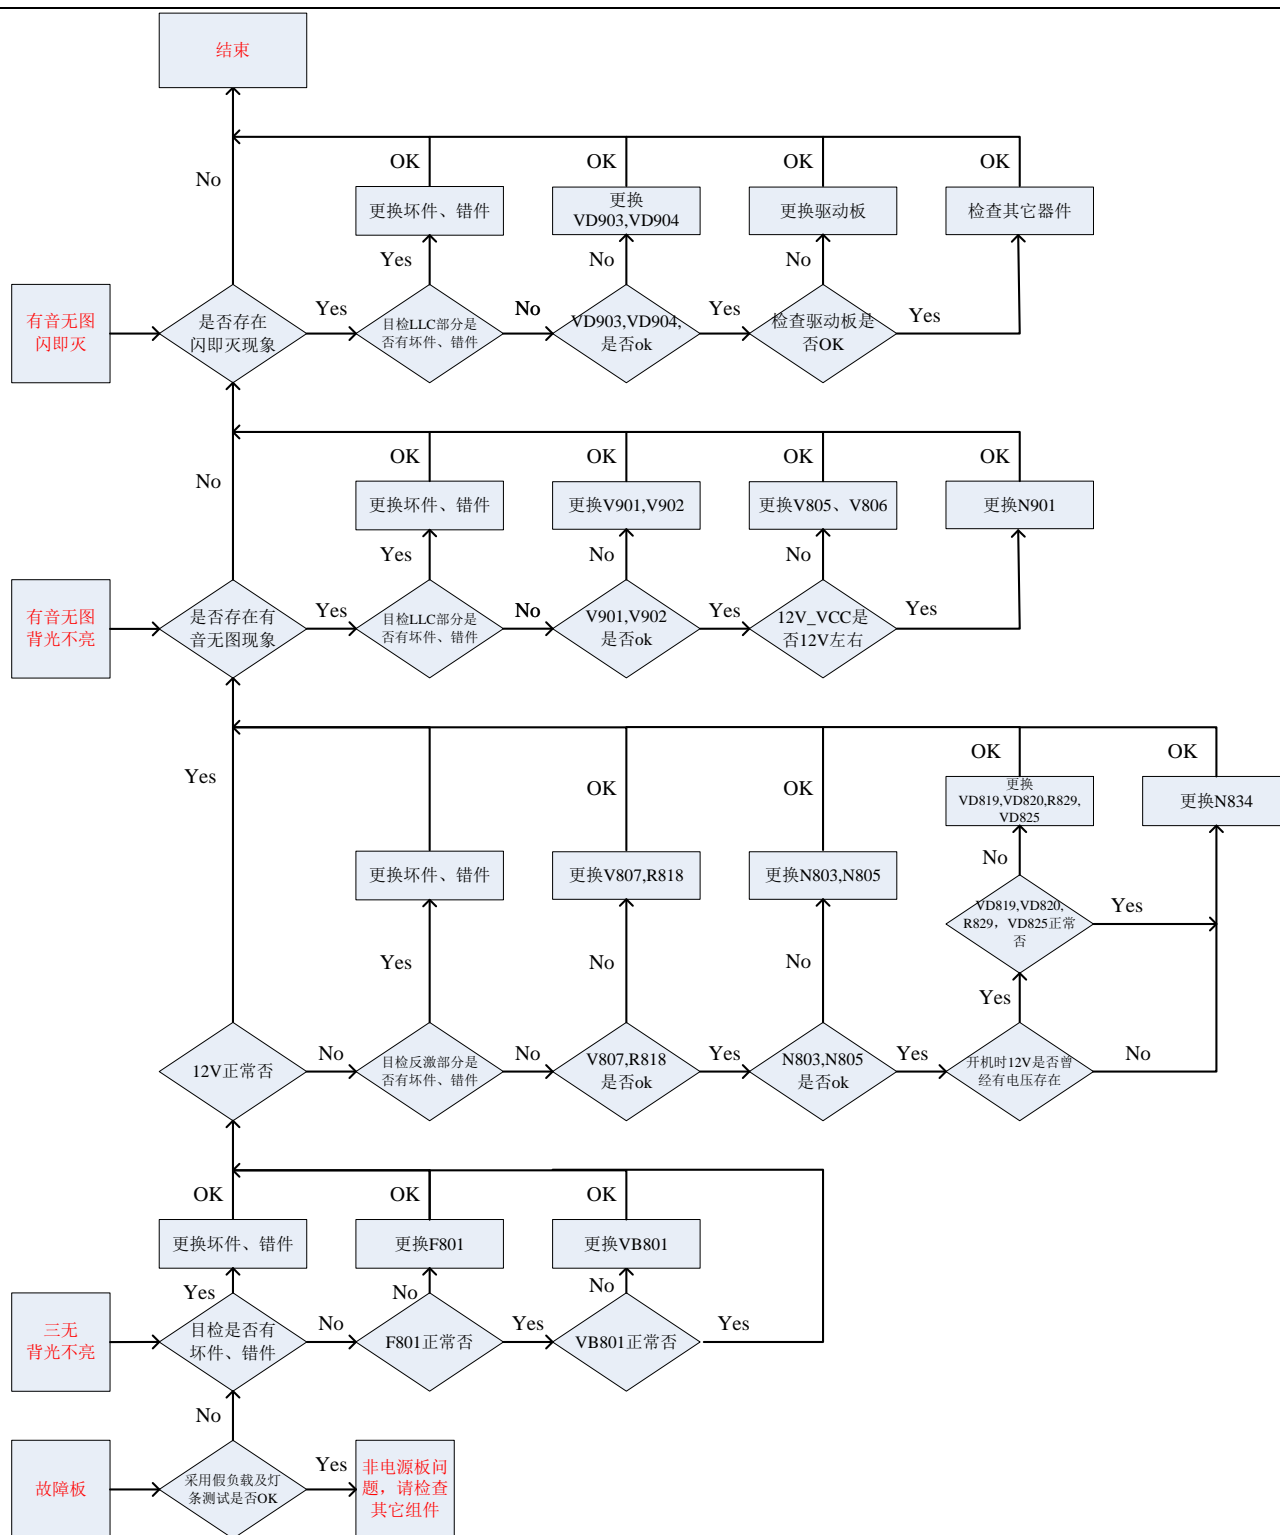 结束
No
OK
OK
OK
OK
更换坏件、错件
更换
VD903,VD904
更换驱动板
检查其它器件
Yes
No
No
有音无图
闪即灭
是否存在
闪即灭现象
Yes
目检LLC部分是
否有坏件、错件
No
VD903,VD904,
是否ok
Yes
检查驱动板是
否OK
Yes
No
OK
OK
OK
OK
更换坏件、错件
更换V901,V902
更换V805、V806
更换N901
Yes
No
No
有音无图
背光不亮
是否存在有
音无图现象
Yes
目检LLC部分是
否有坏件、错件
No
V901,V902
是否ok
Yes
12V_VCC是
否12V左右
Yes
Yes
OK
OK
OK
OK
更换
VD819,VD820,R829,
VD825
更换N834
更换坏件、错件
更换V807,R818
更换N803,N805
No
VD819,VD820,
R829，VD825正常
否
Yes
Yes
No
No
Yes
12V正常否
No
目检反激部分是
否有坏件、错件
No
V807,R818
是否ok
Yes
N803,N805
是否ok
Yes
开机时12V是否曾
经有电压存在
No
OK
OK
OK
更换坏件、错件
更换F801
更换VB801
Yes
No
No
三无
背光不亮
目检是否有
坏件、错件
No
F801正常否
Yes
VB801正常否
Yes
No
故障板
采用假负载及灯
条测试是否OK
Yes
非电源板问
题，请检查
其它组件